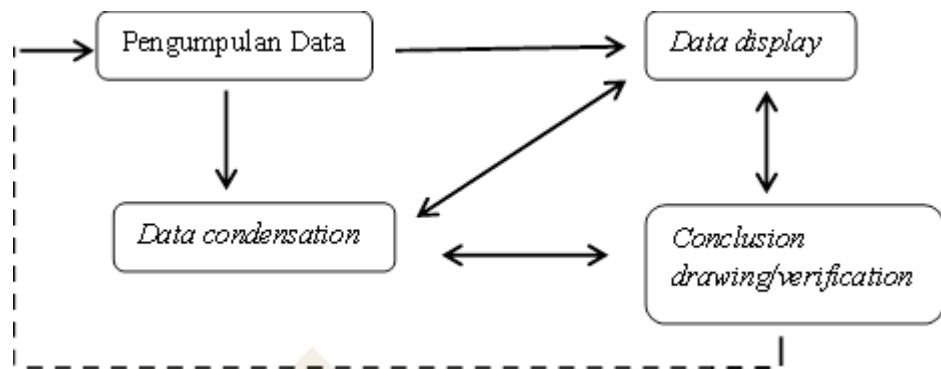 Pengumpulan Data
Data display
Data condensation
Conclusion
drawing/verification